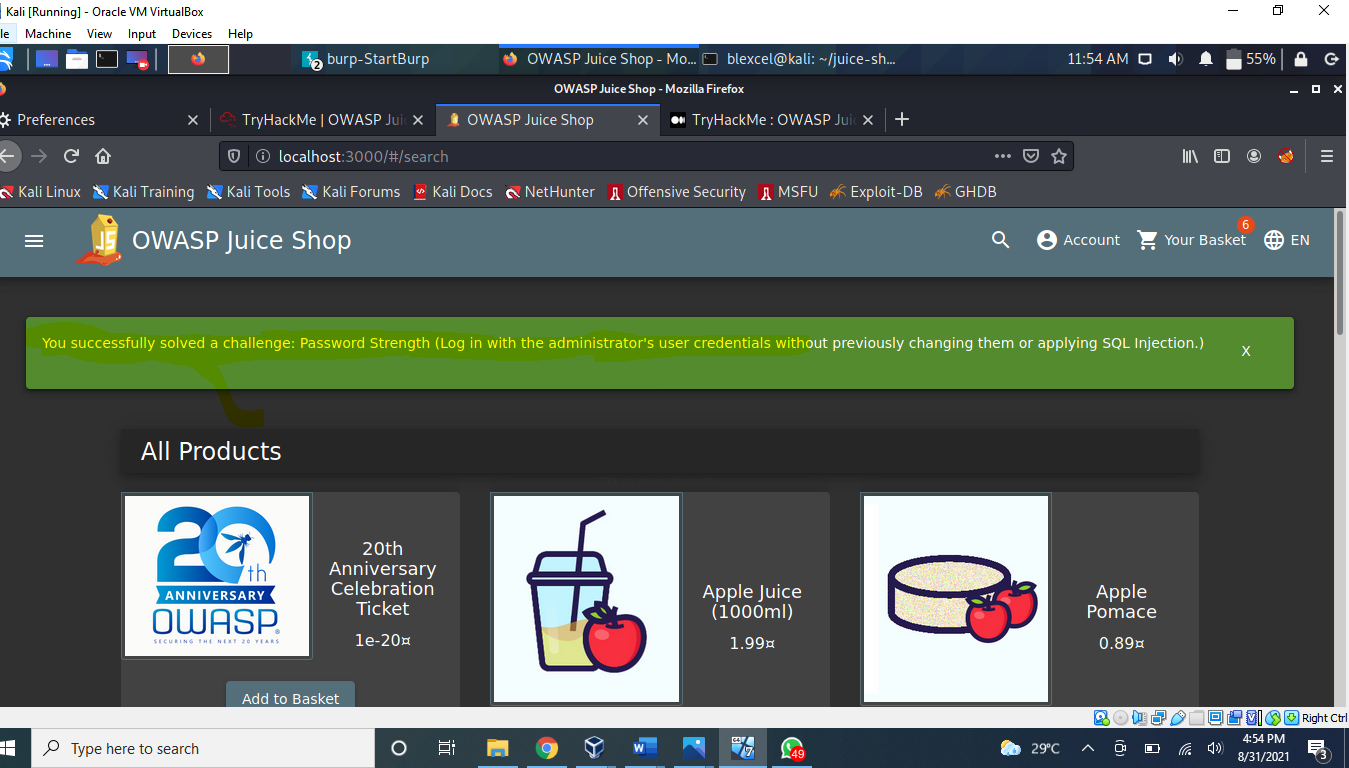 Kali [Running] - Oracle VM VirtualBox
le Machine View Input Devices Help
2 burp-StartBurp OWASP Juice Shop - Mo... blexcel@kali: ~/juice-sh... 11:54 AM 55%
OWASP Juice Shop - Mozilla Firefox
Preferences TryHackMe | OWASP Jui OWASP Juice Shop TryHackMe : OWASP Juic
localhost:3000/#/search
Kali Linux Kali Training Kali Tools Kali Forums Kali Docs NetHunter Offensive Security MSFU Exploit-DB GHDB
JS OWASP Juice Shop Account Your Basket 6 EN
You successfully solved a challenge: Password Strength (Log in with the administrator's user credentials without previously changing them or applying SQL Injection.) X
All Products
20th
ANNIVERSARY
OWASP
SECURING THE NEXT 20 YEARS
20th
Anniversary
Celebration
Ticket
1e-20¤
Add to Basket
Apple Juice
(1000ml)
1.99¤
Apple
Pomace
0.89¤
Right Ctrl
Type here to search 49 29°C 4:54 PM
8/31/2021 3